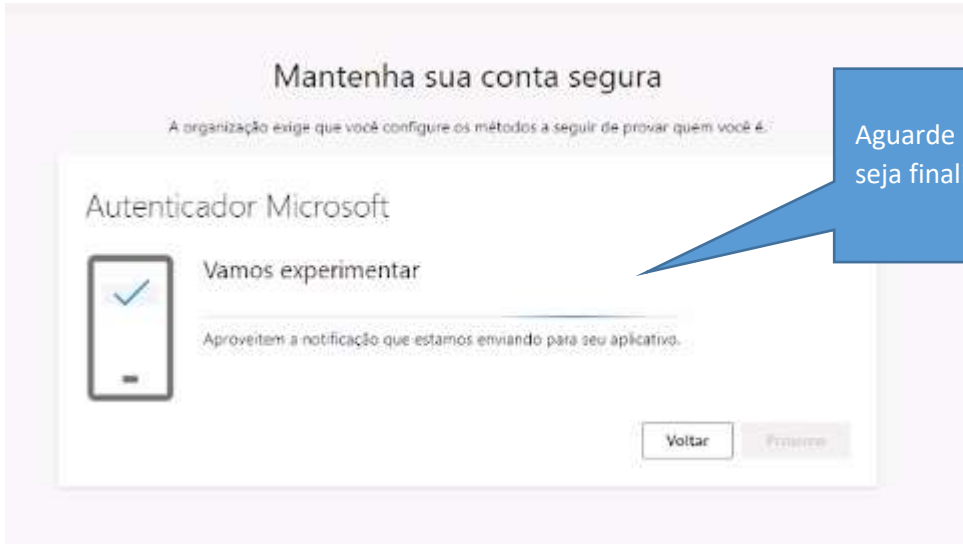 Mantenha sua conta segura
A organização exige que você configure os métodos a seguir de provar quem você é.
Aguarde
seja final
Autenticador Microsoft
Vamos experimentar
Aproveitem a notificação que estamos enviando para seu aplicativo.
Voltar
Próximo